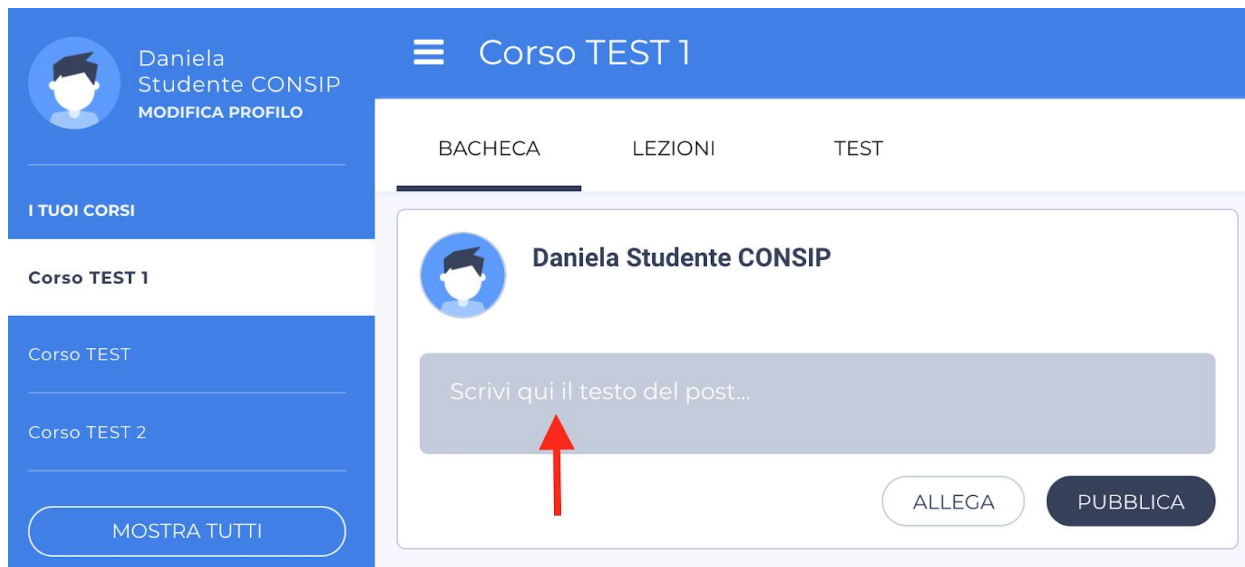 Daniela
Studente CONSIP
MODIFICA PROFILO
I TUOI CORSI
Corso TEST 1
Corso TEST
Corso TEST 2
MOSTRA TUTTI
Corso TEST 1
BACHECA LEZIONI TEST
Daniela Studente CONSIP
Scrivi qui il testo del post...
ALLEGA PUBBLICA